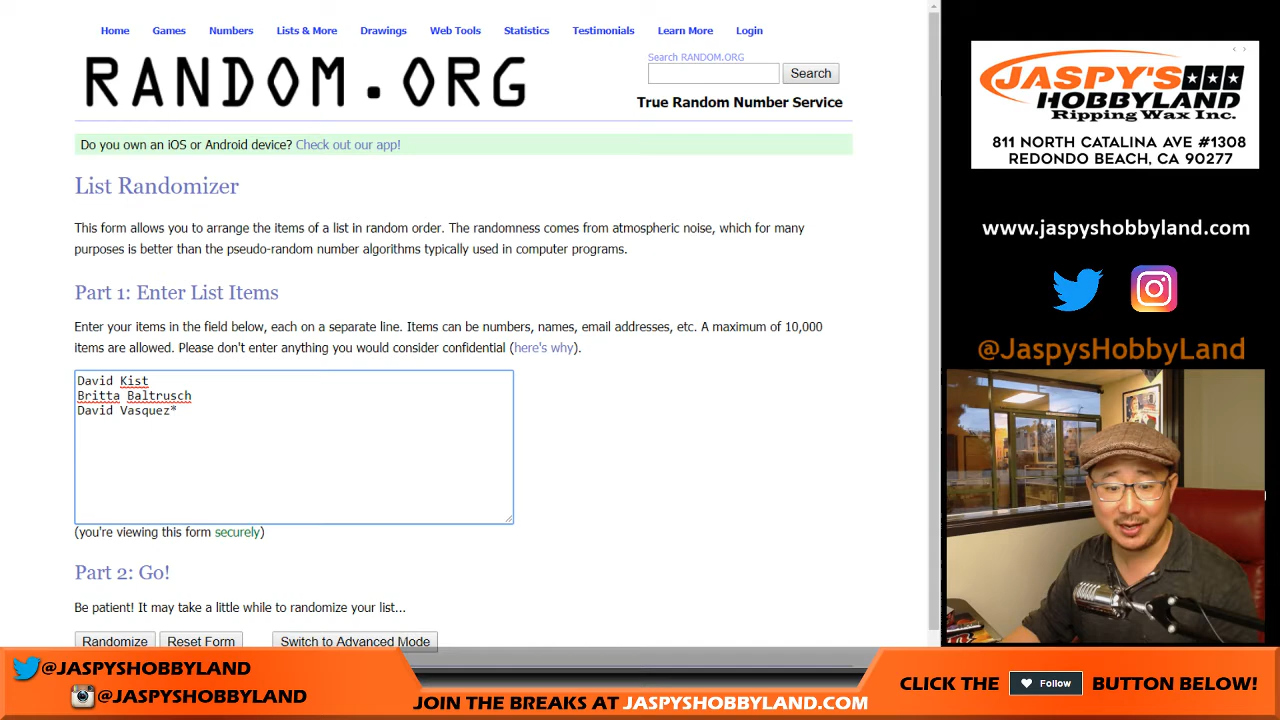 Home Games Numbers Lists & More Drawings Web Tools Statistics Testimonials Learn More Login
RANDOM.ORG
Search RANDOM.ORG
Search
True Random Number Service
Do you own an iOS or Android device? Check out our app!
List Randomizer
This form allows you to arrange the items of a list in random order. The randomness comes from atmospheric noise, which for many
purposes is better than the pseudo-random number algorithms typically used in computer programs.
Part 1: Enter List Items
Enter your items in the field below, each on a separate line. Items can be numbers, names, email addresses, etc. A maximum of 10,000
items are allowed. Please don't enter anything you would consider confidential (here's why).
David Kist
Britta Baltrusch
David Vasquez*
(you're viewing this form securely)
Part 2: Go!
Be patient! It may take a little while to randomize your list...
Randomize Reset Form Switch to Advanced Mode
JASPY'S
HOBBYLAND
Ripping Wax Inc.
811 NORTH CATALINA AVE #1308
REDONDO BEACH, CA 90277
www.jaspyshobbyland.com
@JaspysHobbyLand
@JASPYSHOBBYLAND
@JASPYSHOBBYLAND
JOIN THE BREAKS AT JASPYSHOBBYLAND.COM
CLICK THE Follow BUTTON BELOW!